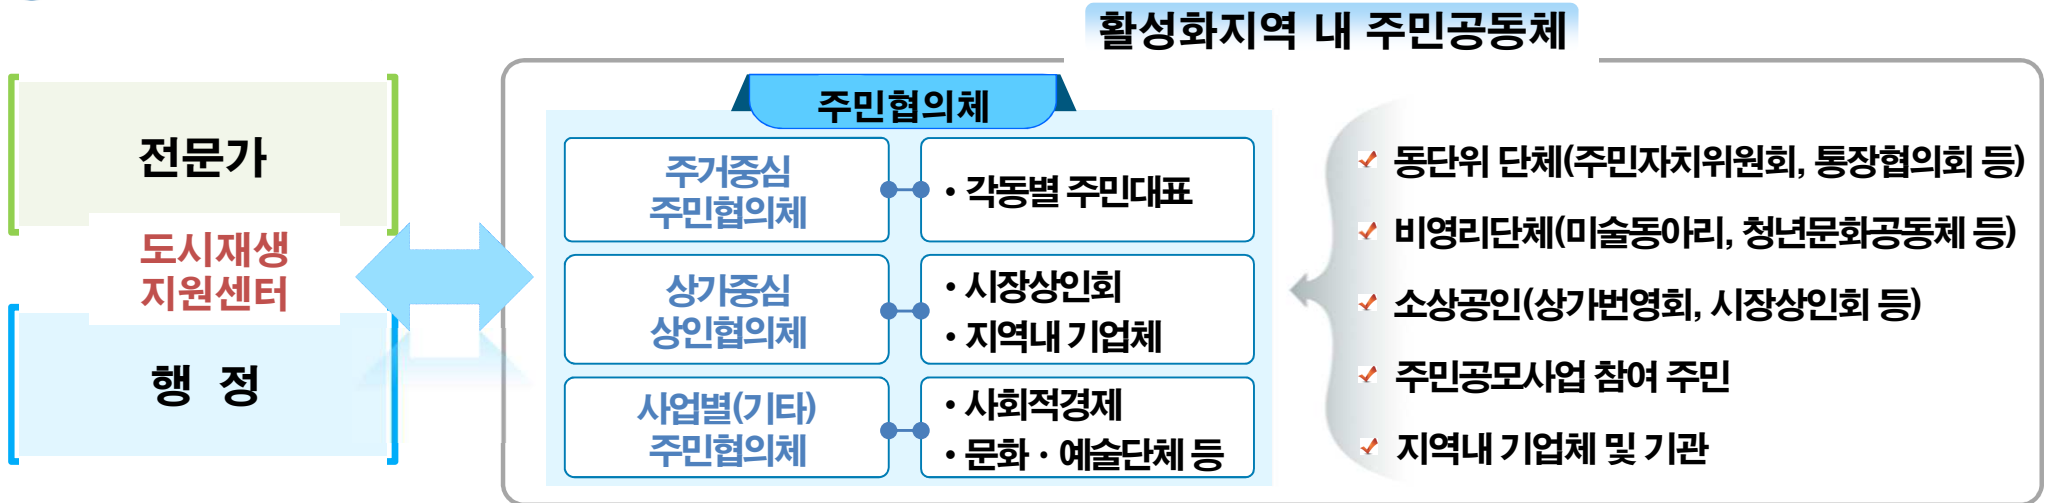 활성화지역 내 주민공동체
전문가
도시재생
지원센터
행 정
주민협의체
주거중심
주민협의체
• 각동별 주민대표
상가중심
상인협의체
• 시장상인회
• 지역내 기업체
사업별(기타)
주민협의체
• 사회적경제
• 문화 · 예술단체 등
동단위 단체(주민자치위원회, 통장협의회 등)
비영리단체(미술동아리, 청년문화공동체 등)
소상공인(상가번영회, 시장상인회 등)
주민공모사업 참여 주민
지역내 기업체 및 기관